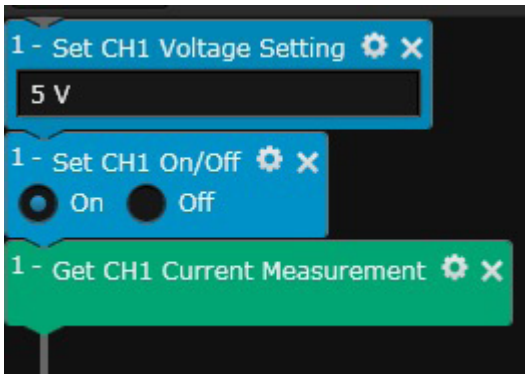 1 - Set CH1 Voltage Setting
5 V
1 - Set CH1 On/Off
On Off
1 - Get CH1 Current Measurement